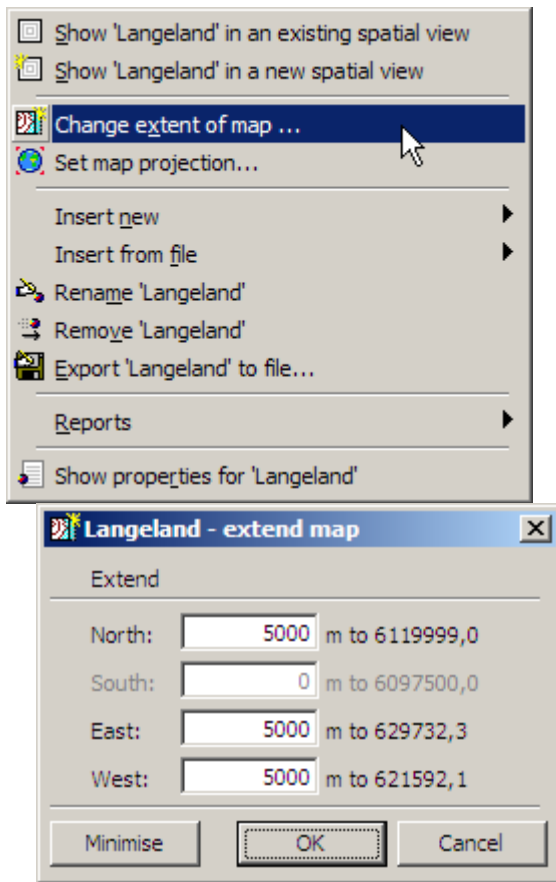 Show 'Langeland' in an existing spatial view
Show 'Langeland' in a new spatial view
Change extent of map ...
Set map projection...
Insert new
Insert from file
Rename 'Langeland'
Remove 'Langeland'
Export 'Langeland' to file...
Reports
Show properties for 'Langeland'
Langeland - extend map
Extend
North: 5000 m to 6119999,0
South: 0 m to 6097500,0
East: 5000 m to 629732,3
West: 5000 m to 621592,1
Minimise OK Cancel